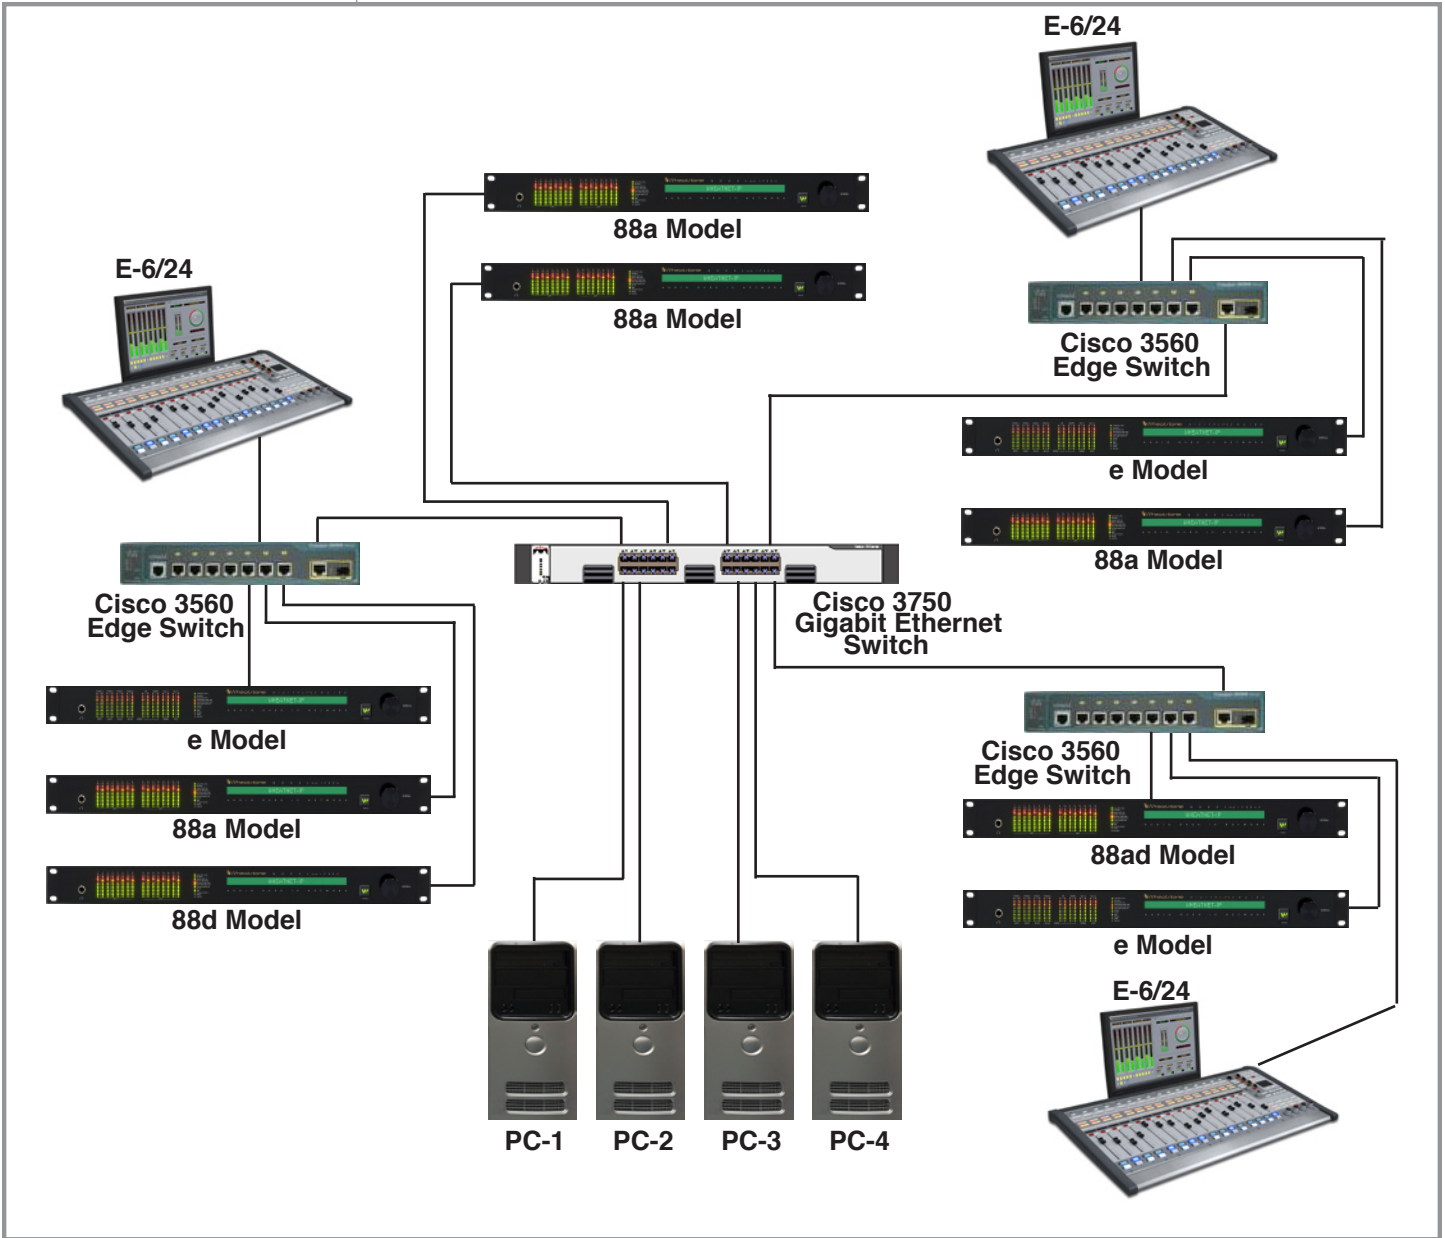 E-6/24
88a Model
E-6/24
88a Model
Cisco 3560
Edge Switch
e Model
88a Model
Cisco 3560
Edge Switch
Cisco 3750
Gigabit Ethernet
Switch
e Model
88a Model
88d Model
Cisco 3560
Edge Switch
88ad Model
e Model
E-6/24
PC-1 PC-2 PC-3 PC-4